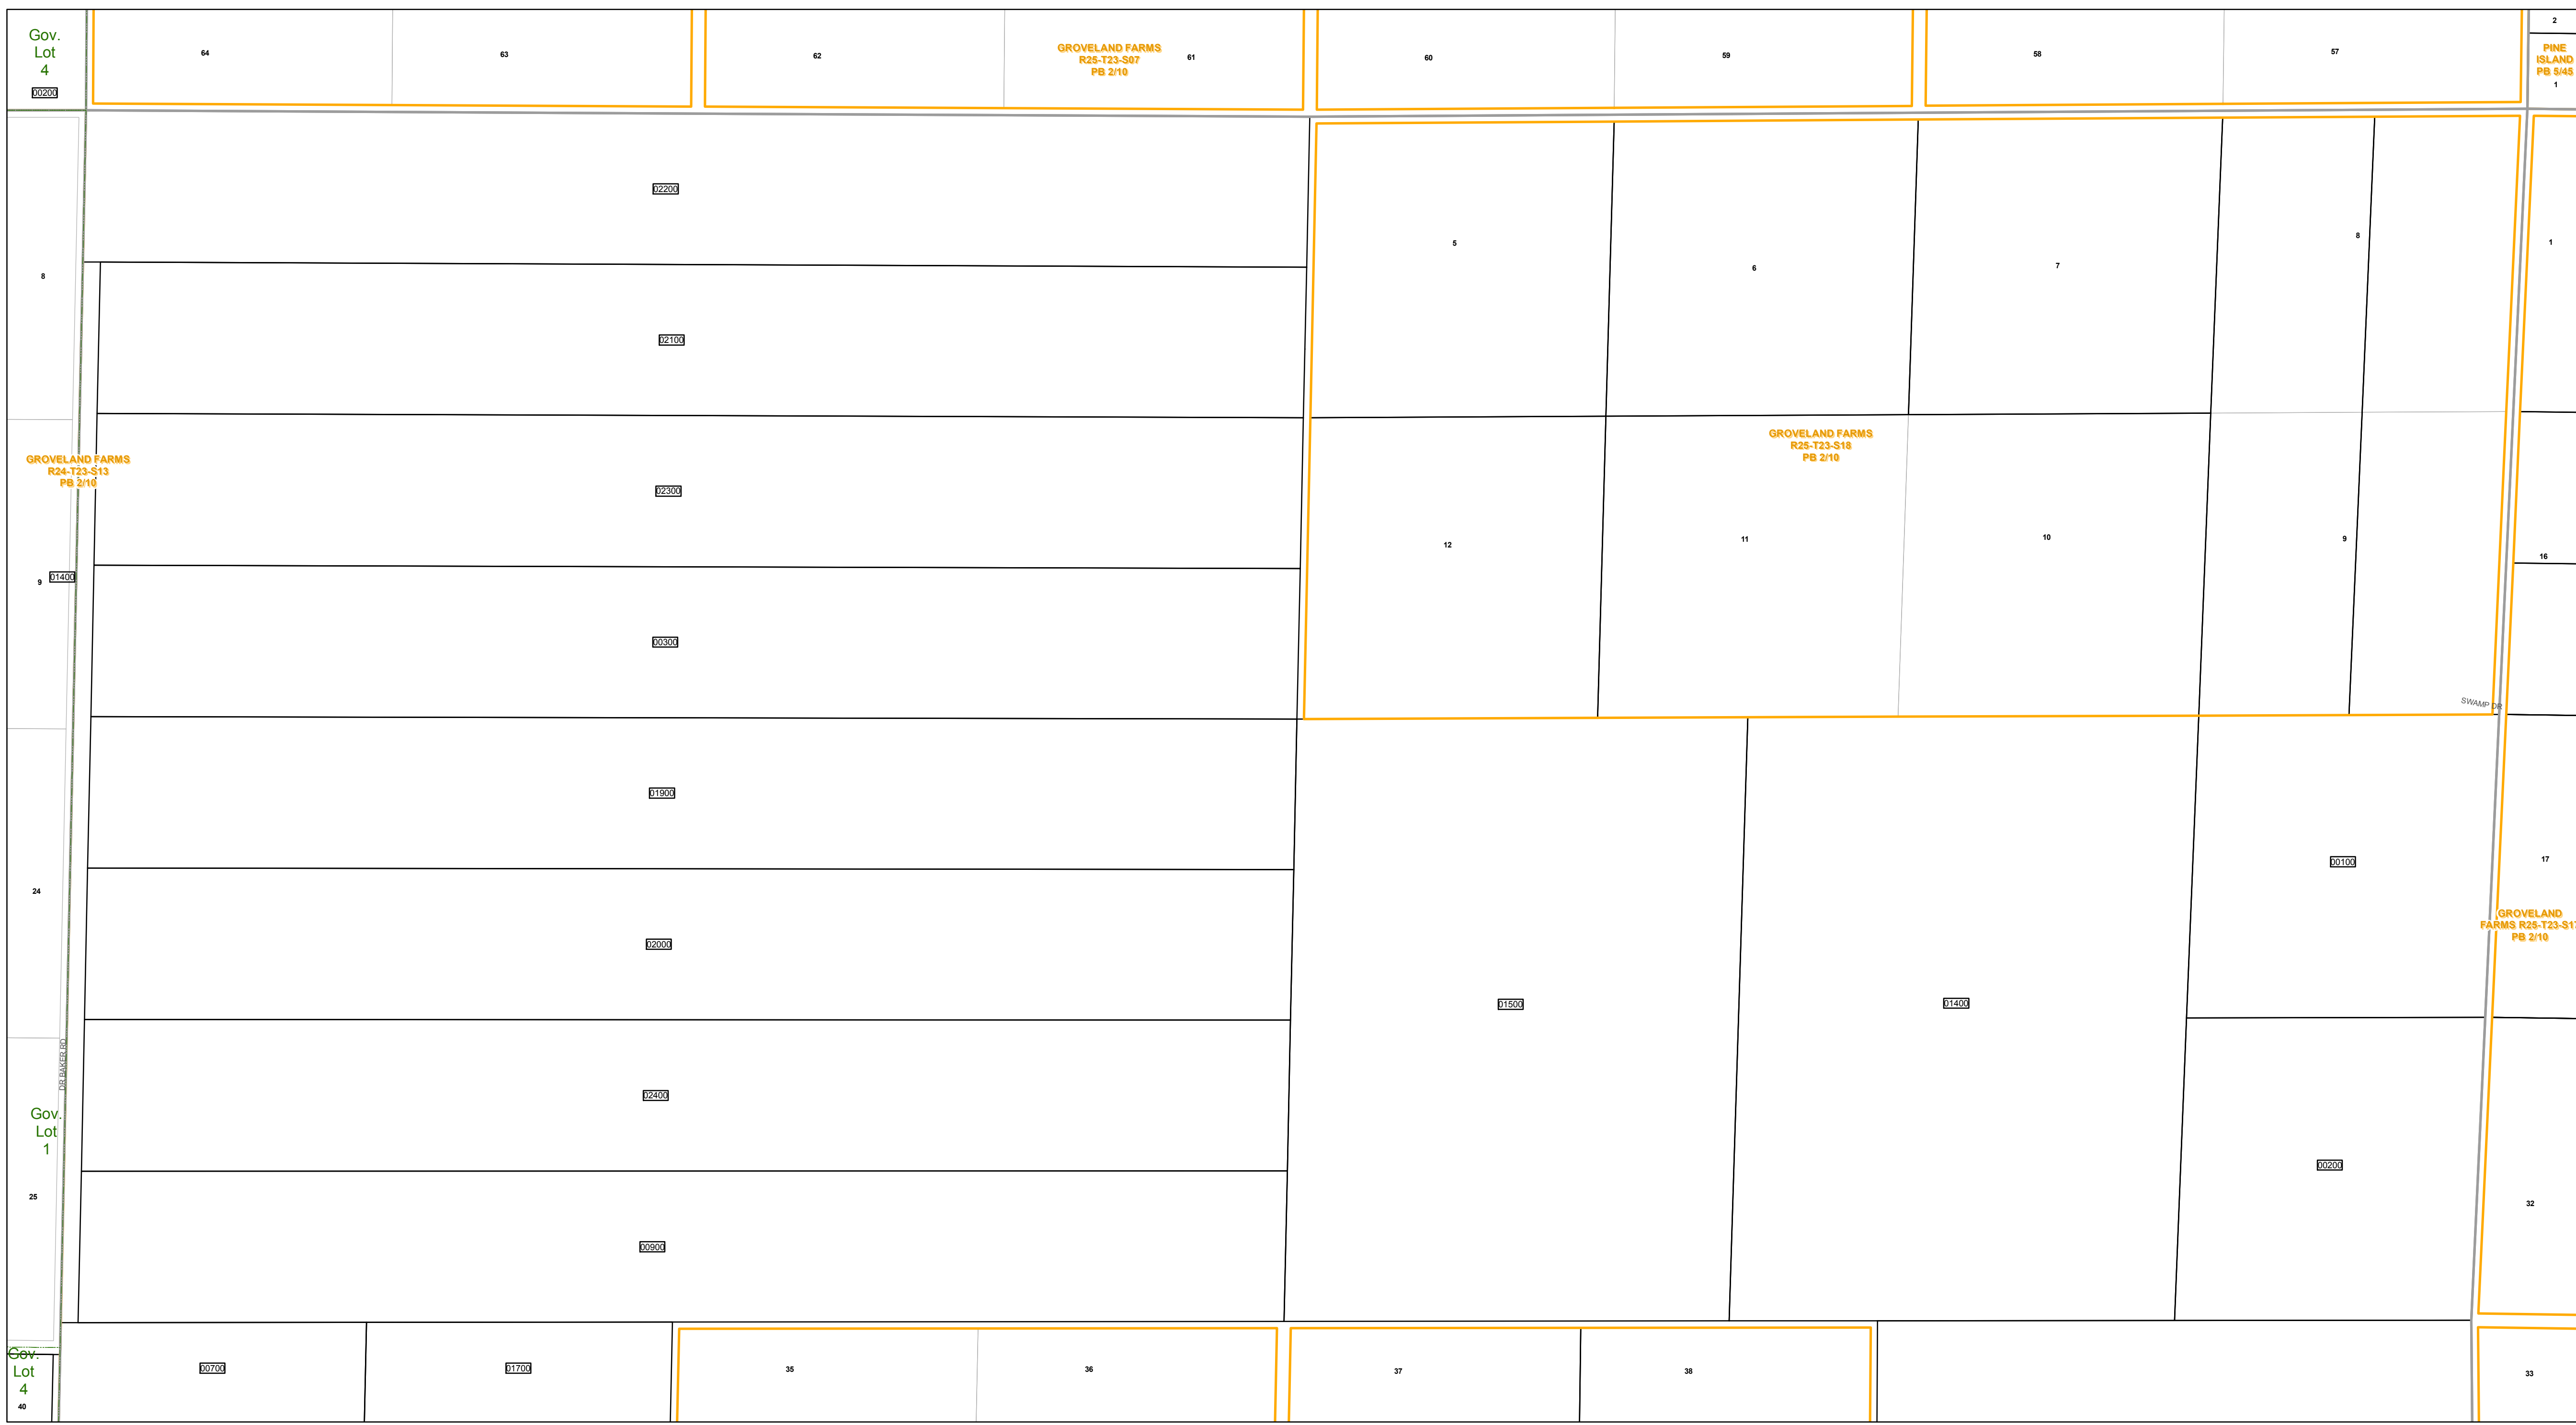 Gov.
Lot
4
00200
64
63
62
GROVELAND FARMS
R25-T23-S07
PB 2/10
61
60
59
58
57
2
PINE
ISLAND
PB 5/45
1
02200
8
5
6
7
8
1
02100
GROVELAND FARMS
R24-T23-S13
PB 2/10
02300
GROVELAND FARMS
R25-T23-S18
PB 2/10
9
01400
12
11
10
9
16
00300
SWAMP DR
01900
24
00100
17
GROVELAND
FARMS R25-T23-S17
PB 2/10
02000
01500
01400
DR BAKER RD
02400
Gov.
Lot
1
25
00200
32
00900
Gov.
Lot
4
40
00700
01700
35
36
37
38
33